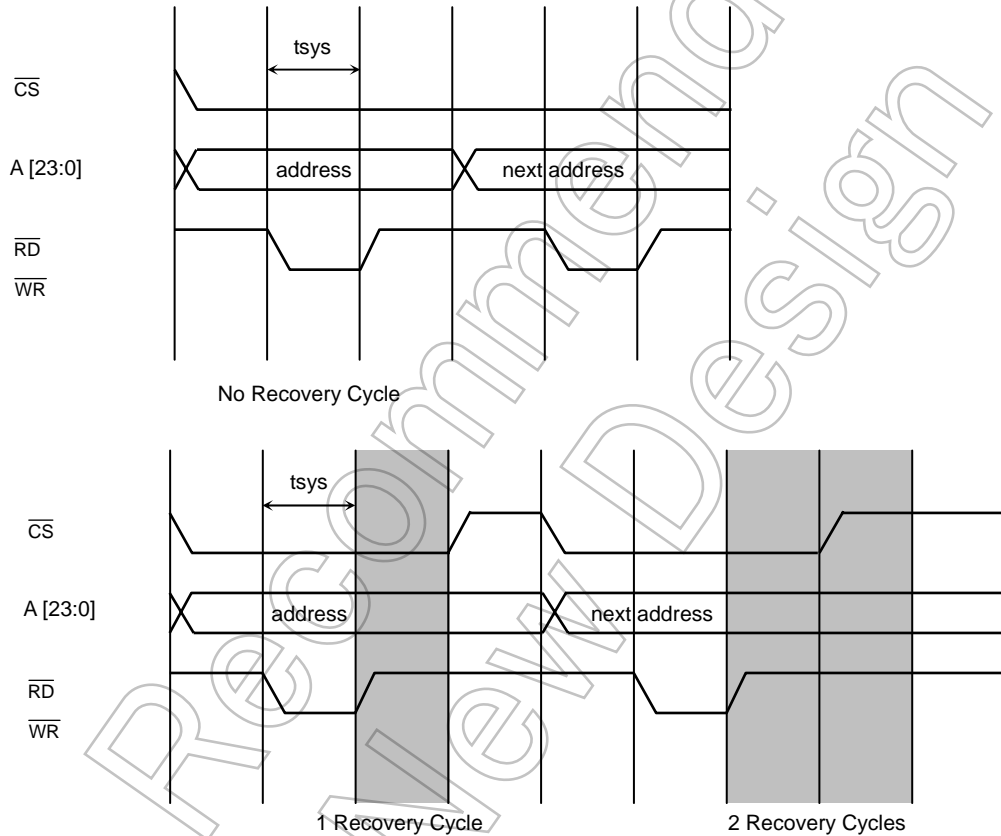 tsys
CS
A [23:0]
address
next address
RD
WR
No Recovery Cycle
tsys
CS
A [23:0]
address
next address
RD
WR
1 Recovery Cycle
2 Recovery Cycles
Recommend
New Design